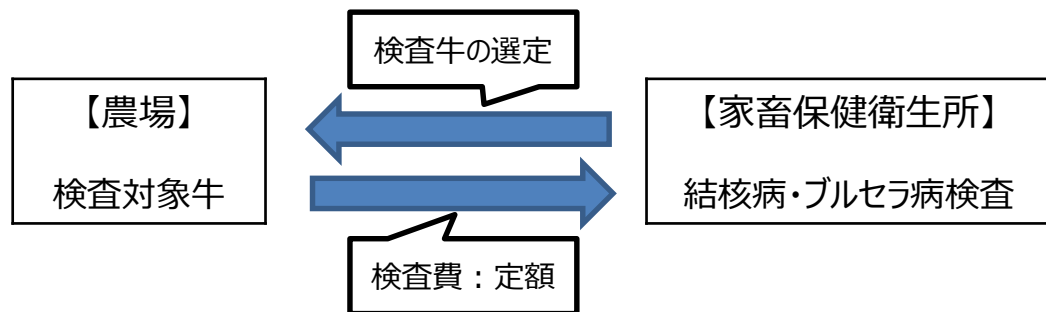 検査牛の選定
【農場】
検査対象牛
【家畜保健衛生所】
結核病・ブルセラ病検査
検査費：定額